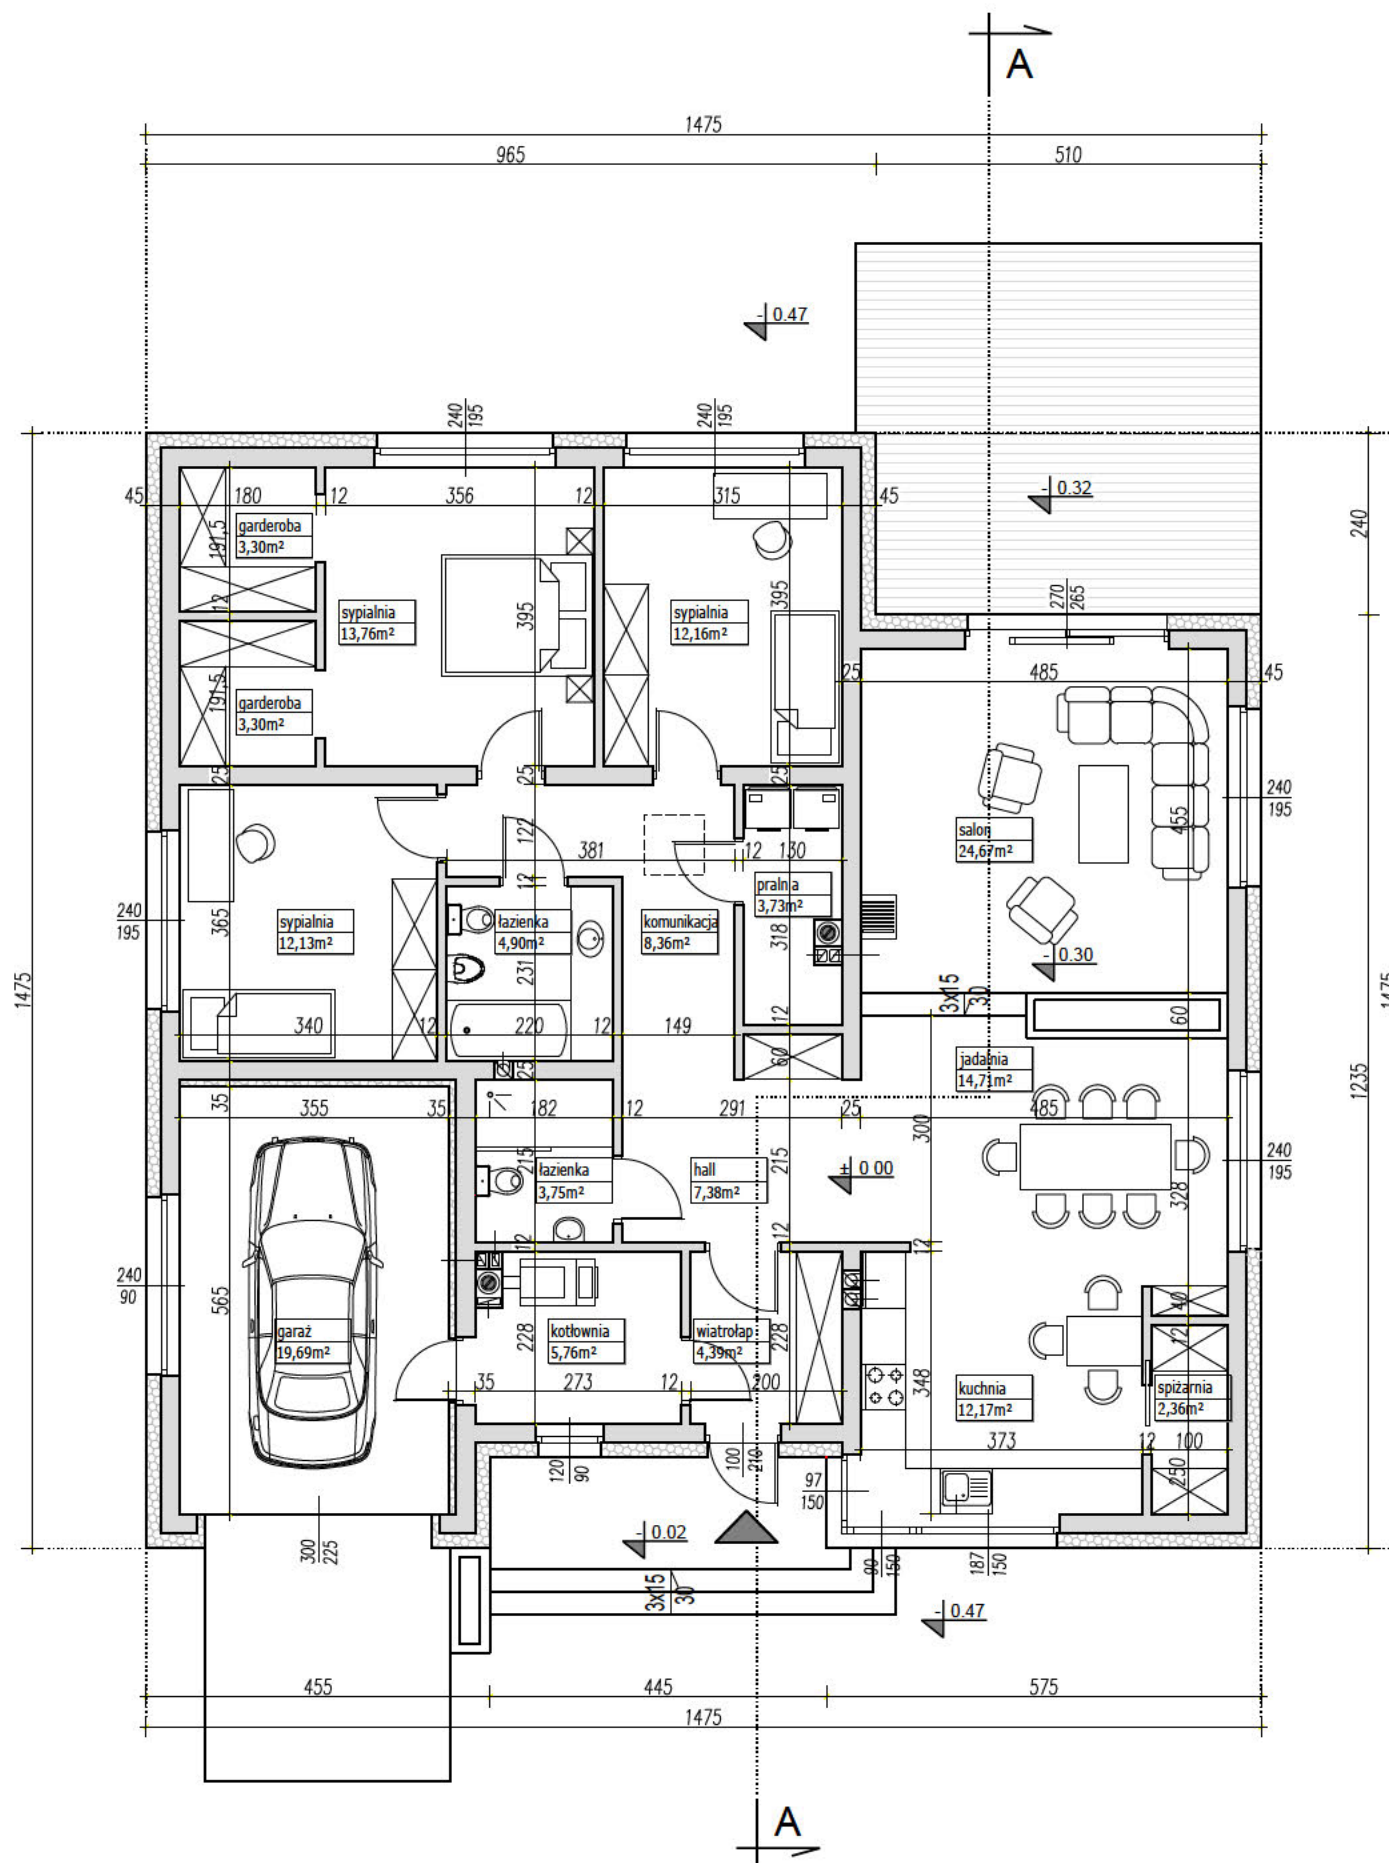 A
1475
965
510
- 0.47
240
195
240
195
45
180
12
356
12
315
45
- 0.32
240
garderoba
3,30m²
191,5
12
sypialnia
13,76m²
395
sypialnia
12,16m²
395
270
265
191,5
garderoba
3,30m²
25
485
45
25
25
25
240
195
122
381
12
130
salon
24,67m²
455
12
pralnia
3,73m²
240
195
365
sypialnia
12,13m²
łazienka
4,90m²
komunikacja
8,36m²
318
231
- 0.30
1475
1475
3x15
30
340
12
220
12
149
12
60
60
25
jadalnia
14,71m²
1235
35
355
35
182
12
291
25
485
300
240
195
215
łazienka
3,75m²
hall
7,38m²
215
± 0.00
328
12
12
12
240
90
565
garaż
19,69m²
228
kotłownia
5,76m²
wiatrołap
4,39m²
228
40
12
35
273
12
200
348
kuchnia
12,17m²
spiżarnia
2,36m²
373
12
100
120
90
100
210
97
150
250
300
225
- 0.02
90
150
187
150
3x15
30
- 0.47
455
445
575
1475
A